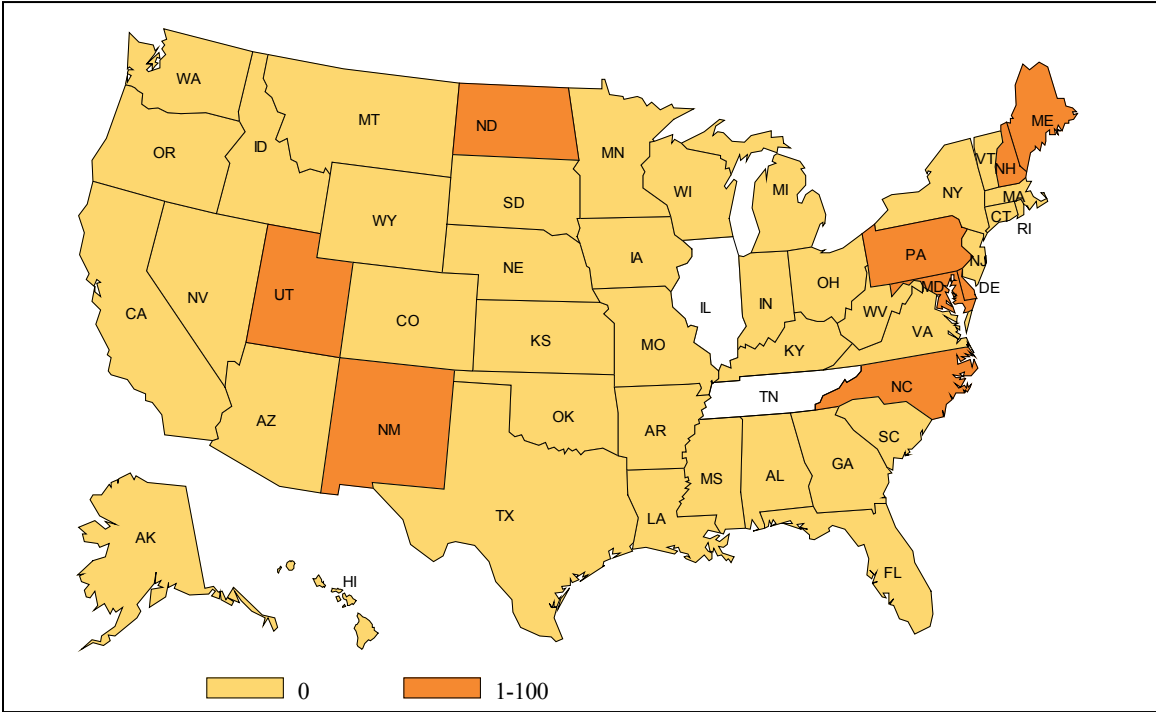 WA
MT
ND
ME
OR
ID
MN
VT
NH
WI
MI
NY
MA
SD
WY
CT
RI
IA
PA
NE
NJ
OH
MD
DE
UT
NV
IN
IL
WV
CA
CO
VA
KS
MO
KY
NC
TN
AZ
NM
OK
AR
SC
GA
MS
AL
TX
LA
AK
FL
HI
0
1-100